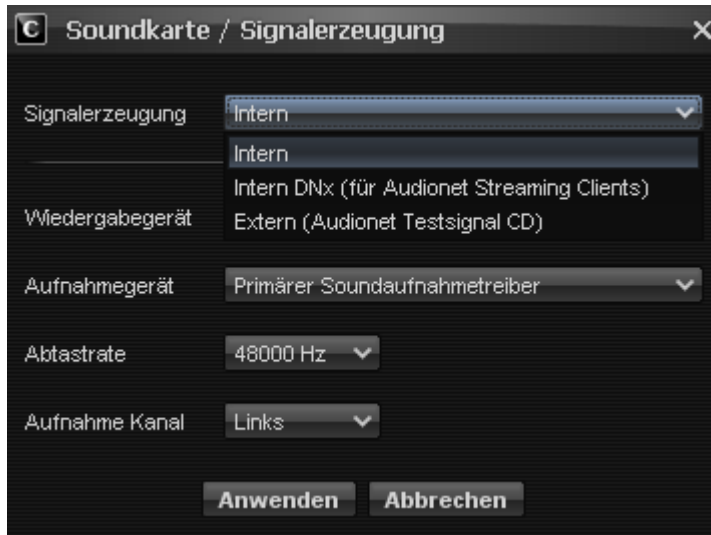 C Soundkarte / Signalerzeugung
Signalerzeugung Intern
Intern
Intern DNx (für Audionet Streaming Clients)
Wiedergabegerät Extern (Audionet Testsignal CD)
Aufnahmegerät Primärer Soundaufnahmetreiber
Abtastrate 48000 Hz
Aufnahme Kanal Links
Anwenden Abbrechen